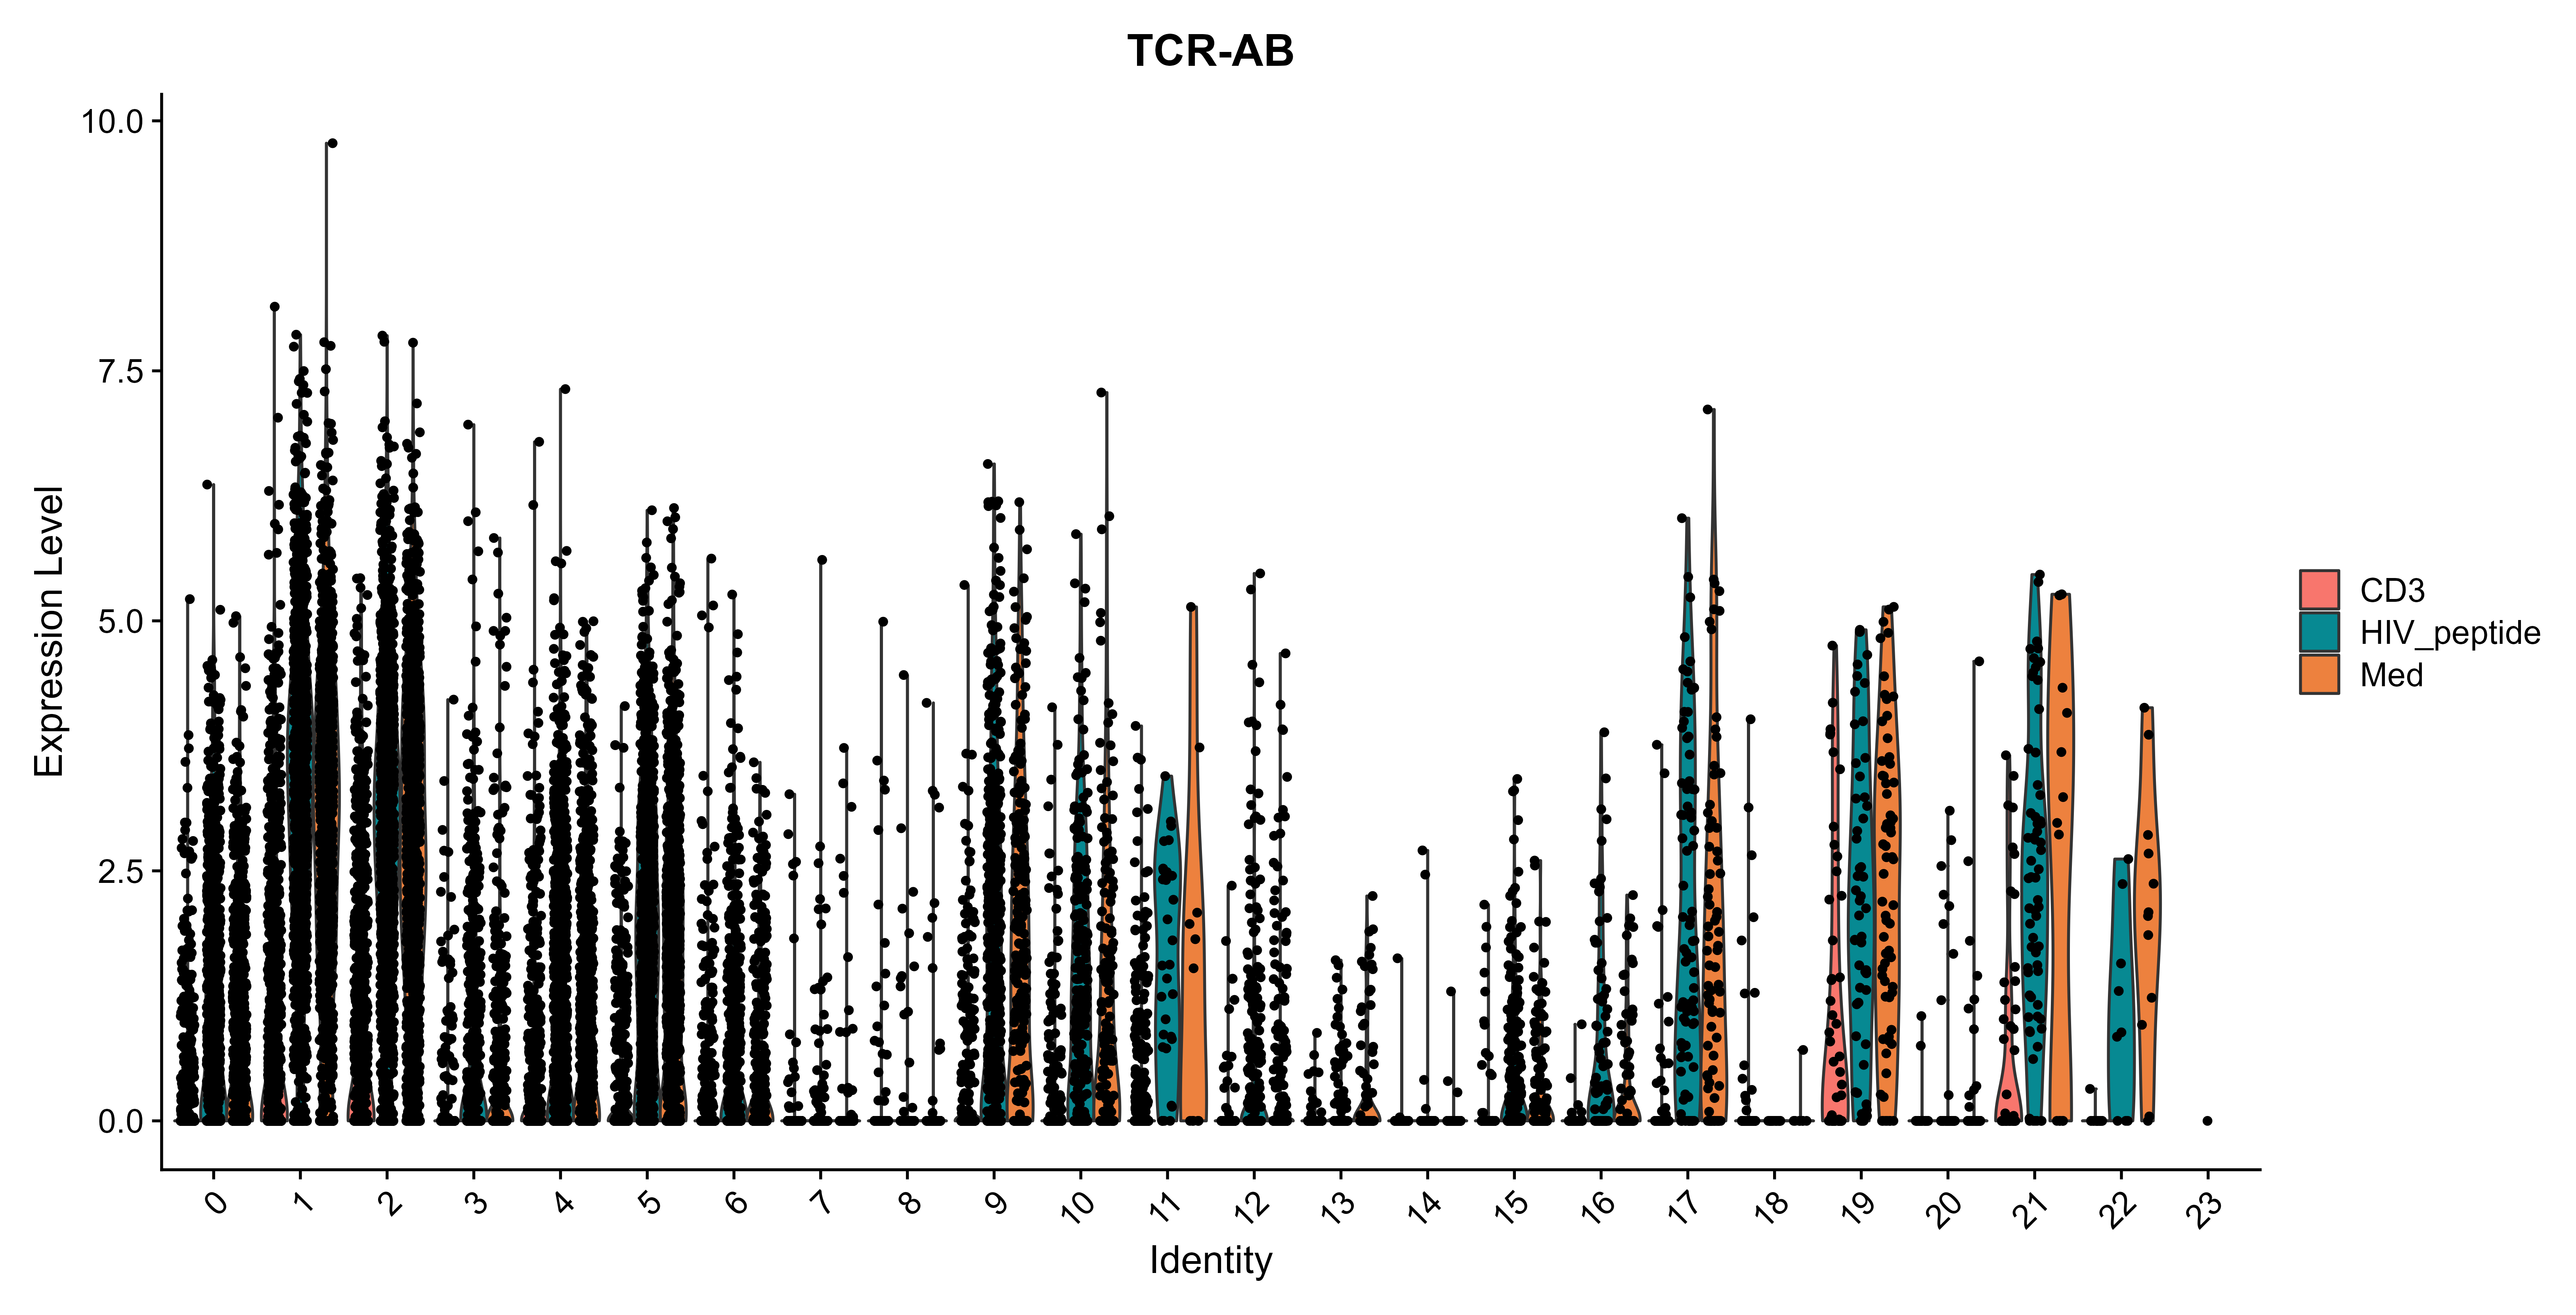 TCR-AB
Expression Level
10.0
7.5
5.0
2.5
0.0
0 1 2 3 4 5 6 7 8 9 10 11 12 13 14 15 16 17 18 19 20 21 22 23
Identity
CD3
HIV_peptide
Med